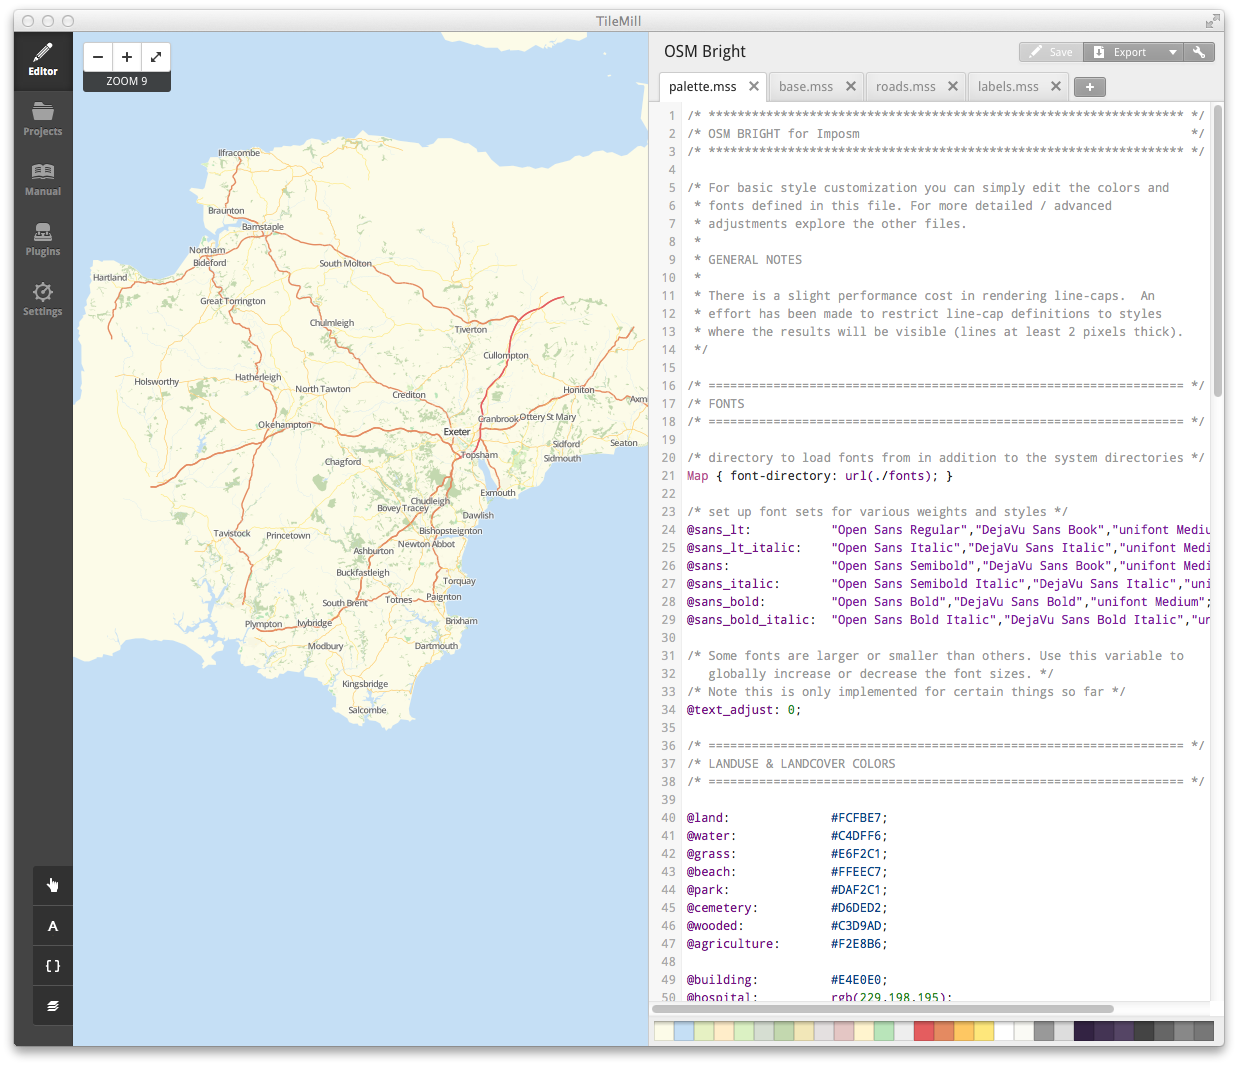 TileMill
Editor
Projects
Manual
Plugins
Settings
ZOOM 9
Ilfracombe
Braunton
Barnstaple
Northam
Bideford
South Molton
Hartland
Great Torrington
Chulmleigh
Tiverton
Cullompton
Holsworthy
Hatherleigh
North Tawton
Crediton
Honiton
Axm
Okehampton
Exeter
Cranbrook
Ottery St Mary
Sidford
Seaton
Sidmouth
Chagford
Topsham
Exmouth
Chudleigh
Bovey Tracey
Dawlish
Tavistock
Princetown
Bishopsteignton
Newton Abbot
Ashburton
Buckfastleigh
Torquay
Paignton
Totnes
South Brent
Plympton
Ivybridge
Brixham
Modbury
Dartmouth
Kingsbridge
Salcombe
A
{}
OSM Bright
Save
Export
palette.mss
base.mss
roads.mss
labels.mss
+
1 /* ****************************************************************** */
2 /* OSM BRIGHT for Imposm */
3 /* ****************************************************************** */
4
5 /* For basic style customization you can simply edit the colors and
6 * fonts defined in this file. For more detailed / advanced
7 * adjustments explore the other files.
8 *
9 * GENERAL NOTES
10 *
11 * There is a slight performance cost in rendering line-caps.  An
12 * effort has been made to restrict line-cap definitions to styles
13 * where the results will be visible (lines at least 2 pixels thick).
14 */
15
16 /* ================================================================== */
17 /* FONTS
18 /* ================================================================== */
19
20 /* directory to load fonts from in addition to the system directories */
21 Map { font-directory: url(./fonts); }
22
23 /* set up font sets for various weights and styles */
24 @sans_lt: "Open Sans Regular","DejaVu Sans Book","unifont Mediu
25 @sans_lt_italic: "Open Sans Italic","DejaVu Sans Italic","unifont Medi
26 @sans: "Open Sans Semibold","DejaVu Sans Book","unifont Medi
27 @sans_italic: "Open Sans Semibold Italic","DejaVu Sans Italic","uni
28 @sans_bold: "Open Sans Bold","DejaVu Sans Bold","unifont Medium";
29 @sans_bold_italic: "Open Sans Bold Italic","DejaVu Sans Bold Italic","un
30
31 /* Some fonts are larger or smaller than others. Use this variable to
32 globally increase or decrease the font sizes. */
33 /* Note this is only implemented for certain things so far */
34 @text_adjust: 0;
35
36 /* ================================================================== */
37 /* LANDUSE & LANDCOVER COLORS
38 /* ================================================================== */
39
40 @land: #FCFBE7;
41 @water: #C4DFF6;
42 @grass: #E6F2C1;
43 @beach: #FFEEC7;
44 @park: #DAF2C1;
45 @cemetery: #D6DED2;
46 @wooded: #C3D9AD;
47 @agriculture: #F2E8B6;
48
49 @building: #E4E0E0;
50 @hospital: rgb(229,198,195);